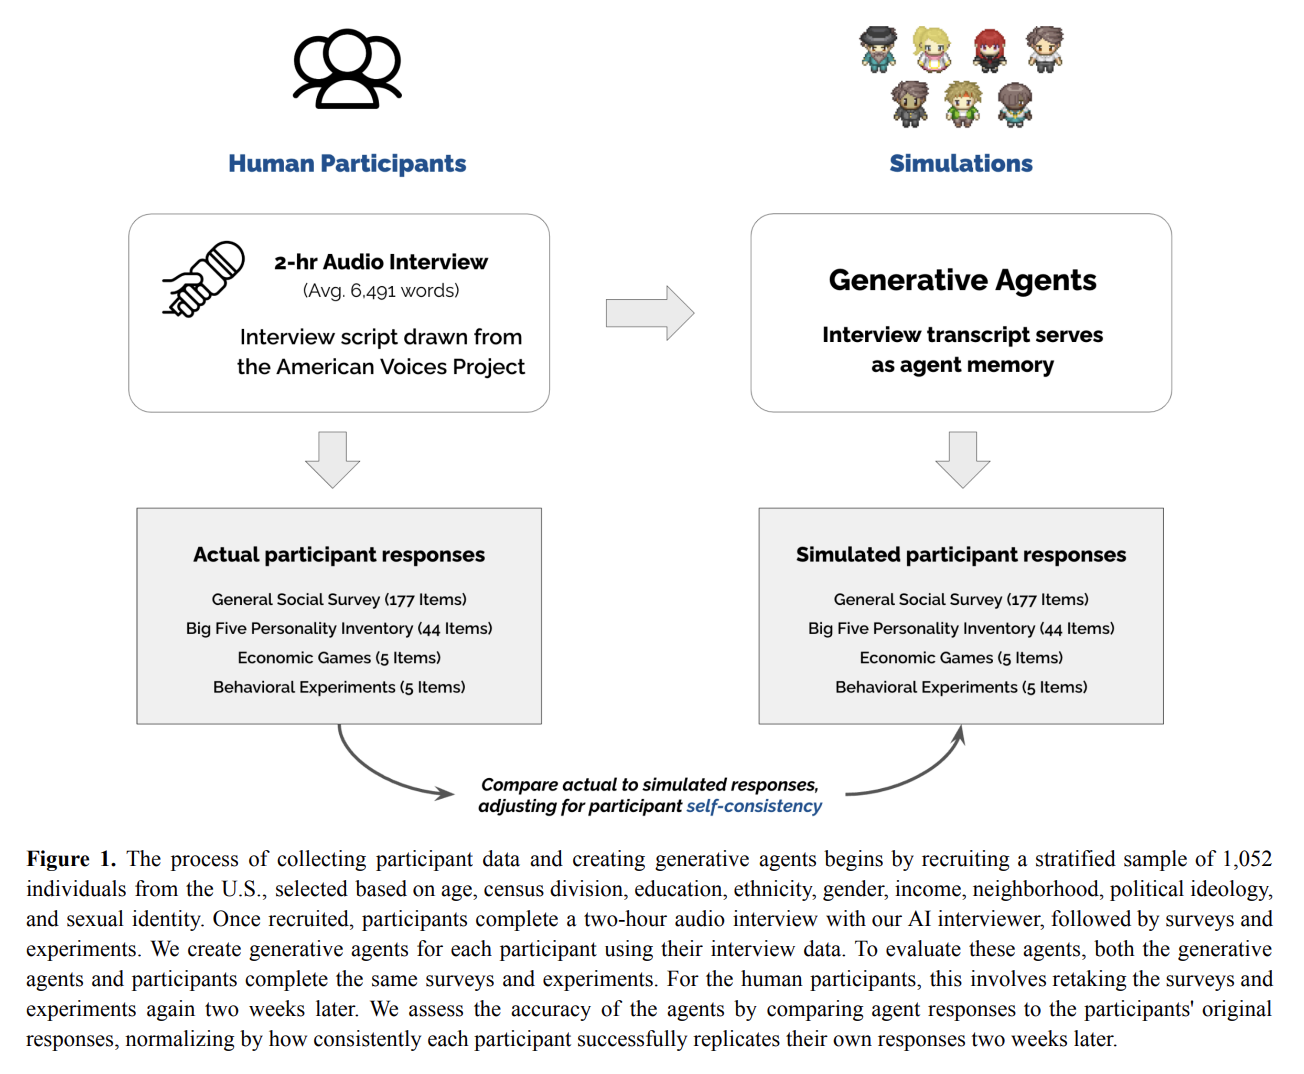 Human Participants
Simulations
2-hr Audio Interview
(Avg. 6,491 words)
Interview script drawn from
the American Voices Project
Generative Agents
Interview transcript serves
as agent memory
Actual participant responses
General Social Survey (177 Items)
Big Five Personality Inventory (44 Items)
Economic Games (5 Items)
Behavioral Experiments (5 Items)
Simulated participant responses
General Social Survey (177 Items)
Big Five Personality Inventory (44 Items)
Economic Games (5 Items)
Behavioral Experiments (5 Items)
Compare actual to simulated responses,
adjusting for participant self-consistency
Figure 1. The process of collecting participant data and creating generative agents begins by recruiting a stratified sample of 1,052
individuals from the U.S., selected based on age, census division, education, ethnicity, gender, income, neighborhood, political ideology,
and sexual identity. Once recruited, participants complete a two-hour audio interview with our AI interviewer, followed by surveys and
experiments. We create generative agents for each participant using their interview data. To evaluate these agents, both the generative
agents and participants complete the same surveys and experiments. For the human participants, this involves retaking the surveys and
experiments again two weeks later. We assess the accuracy of the agents by comparing agent responses to the participants' original
responses, normalizing by how consistently each participant successfully replicates their own responses two weeks later.